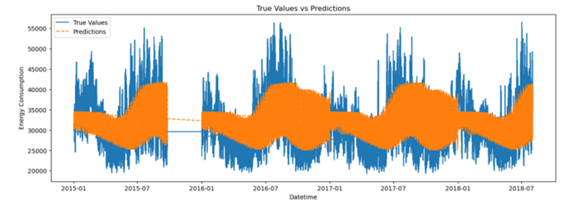 True Values vs Predictions
True Values
Predictions
55000
50000
45000
40000
35000
30000
25000
20000
Energy Consumption
2015-01 2015-07 2016-01 2016-07 2017-01 2017-07 2018-01 2018-07
Datetime